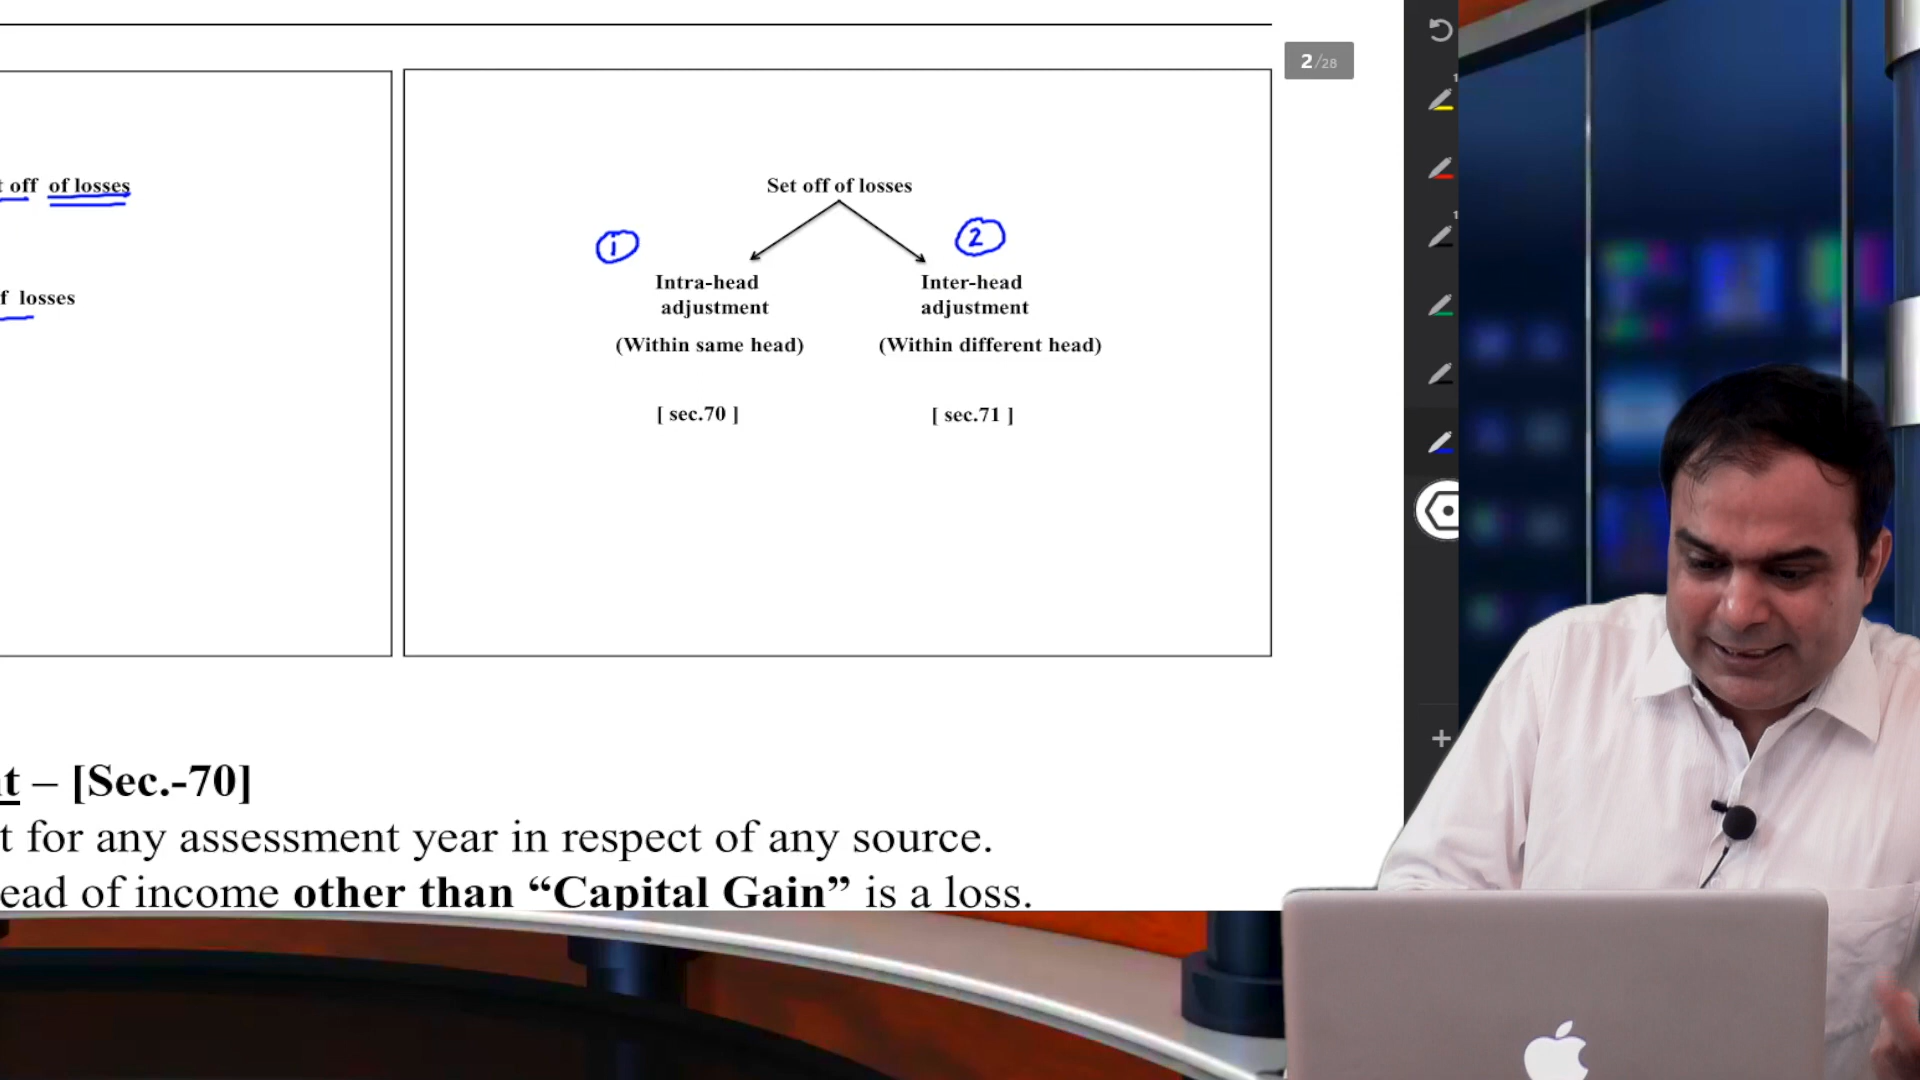 2/28
off of losses
losses
Set off of losses
1
2
Intra-head adjustment
(Within same head)
[ sec.70 ]
Inter-head adjustment
(Within different head)
[ sec.71 ]
– [Sec.-70]
for any assessment year in respect of any source.
of income other than “Capital Gain” is a loss.